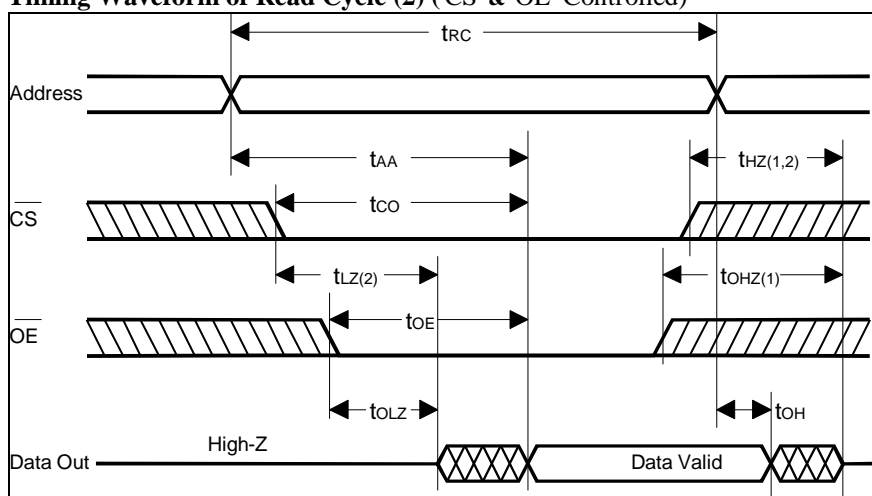 Timing Waveform of Read Cycle (2) (CS & OE Controlled)
tRC
Address
tAA
tHZ(1,2)
CS
tCO
tLZ(2)
tOHZ(1)
OE
tOE
tOLZ
tOH
High-Z
Data Out
Data Valid